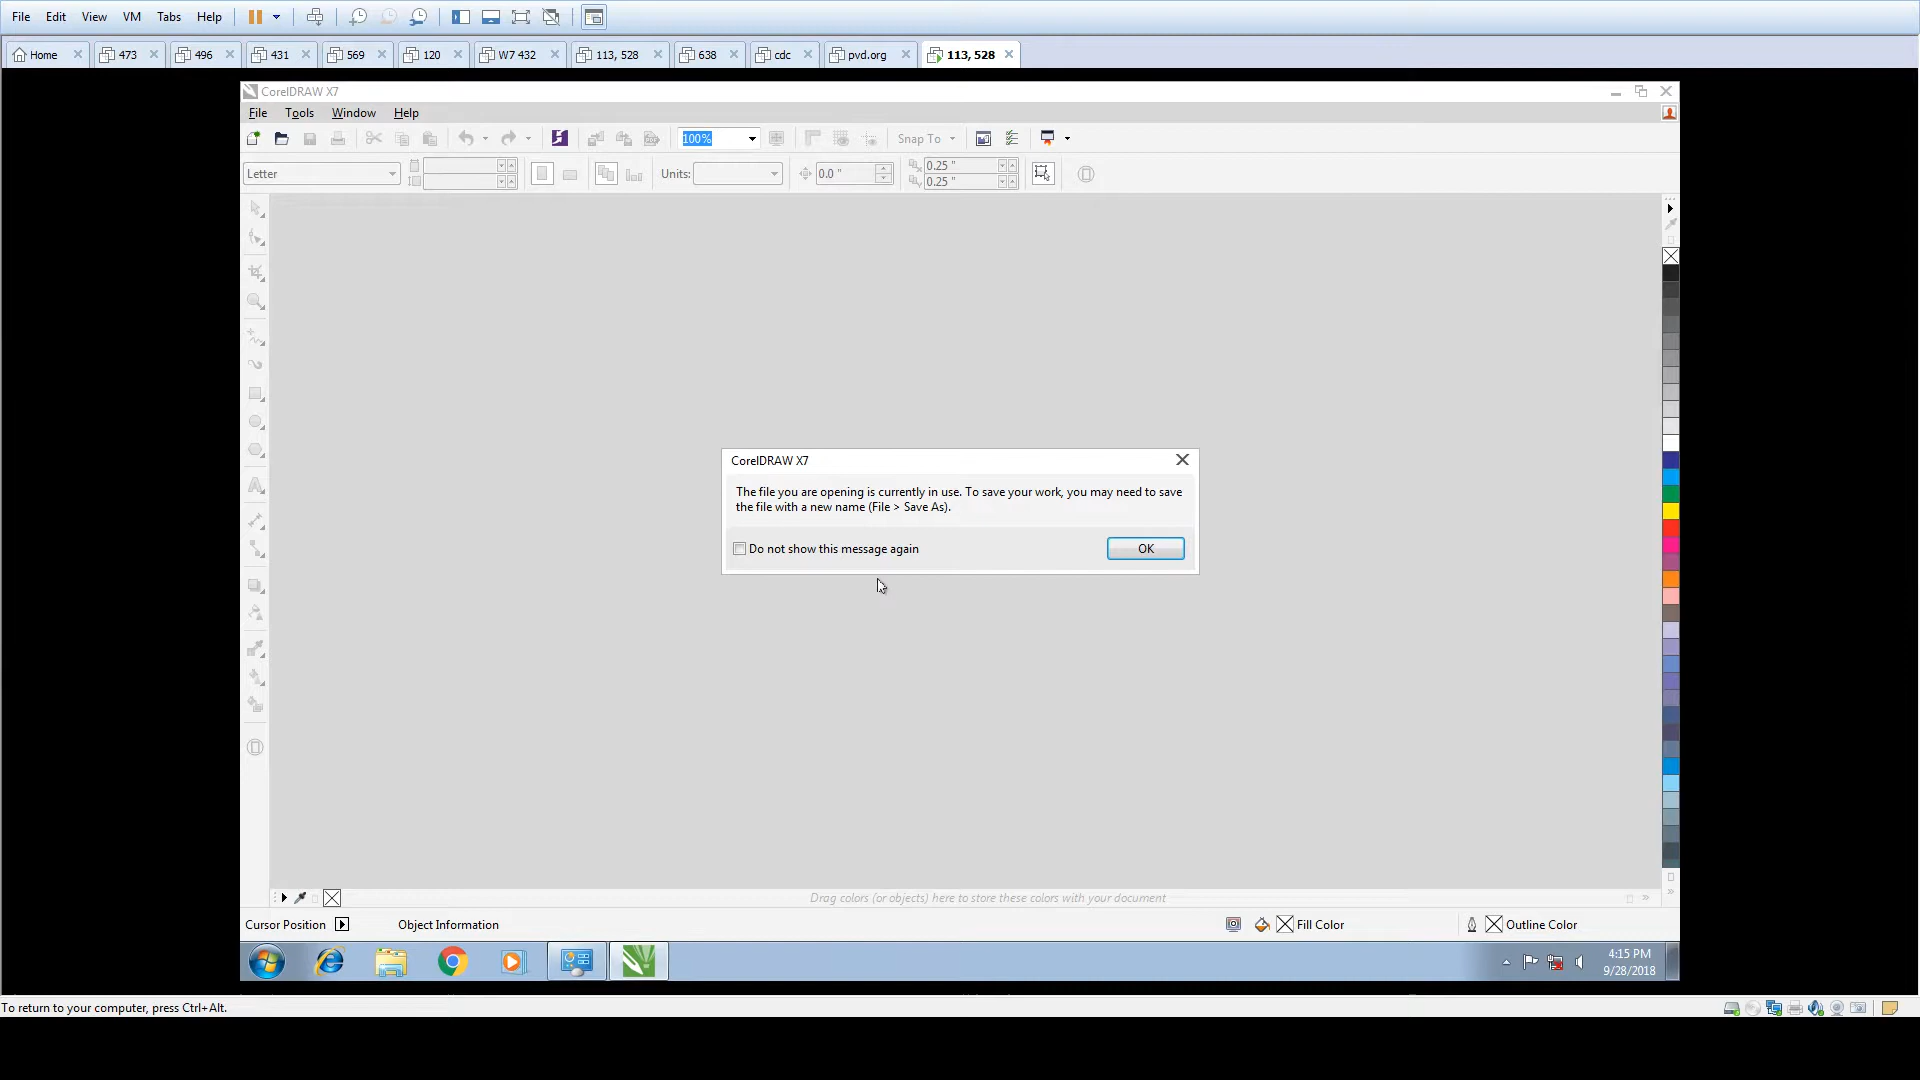 File Edit View VM Tabs Help
Home 473 496 431 569 120 W7 432 113, 528 638 cdc pvd.org 113, 528
CorelDRAW X7
File Tools Window Help
100% Snap To
Letter Units: 0.0 " 0.25 "
0.25 "
CorelDRAW X7
The file you are opening is currently in use. To save your work, you may need to save
the file with a new name (File > Save As).
Do not show this message again OK
Drag colors (or objects) here to store these colors with your document
Cursor Position Object Information Fill Color Outline Color
4:15 PM
9/28/2018
To return to your computer, press Ctrl+Alt.